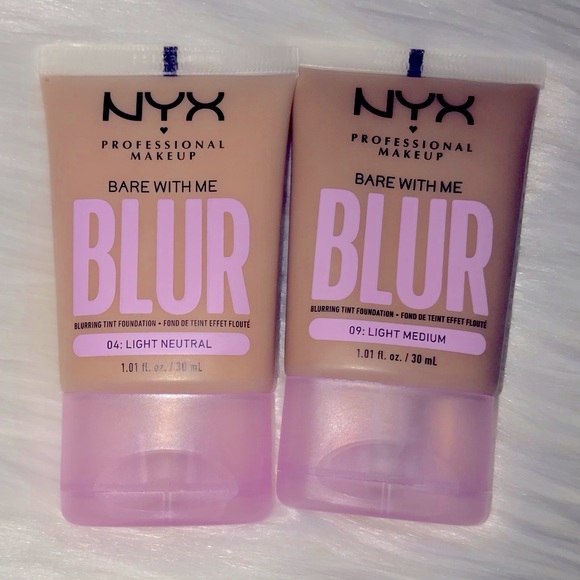 NYX
PROFESSIONAL
MAKEUP
BARE WITH ME
BLUR
BLURRING TINT FOUNDATION • FOND DE TEINT EFFET FLOUTÉ
04: LIGHT NEUTRAL
1.01 fl. oz. / 30 mL
NYX
PROFESSIONAL
MAKEUP
BARE WITH ME
BLUR
BLURRING TINT FOUNDATION • FOND DE TEINT EFFET FLOUTÉ
09: LIGHT MEDIUM
1.01 fl. oz. / 30 mL